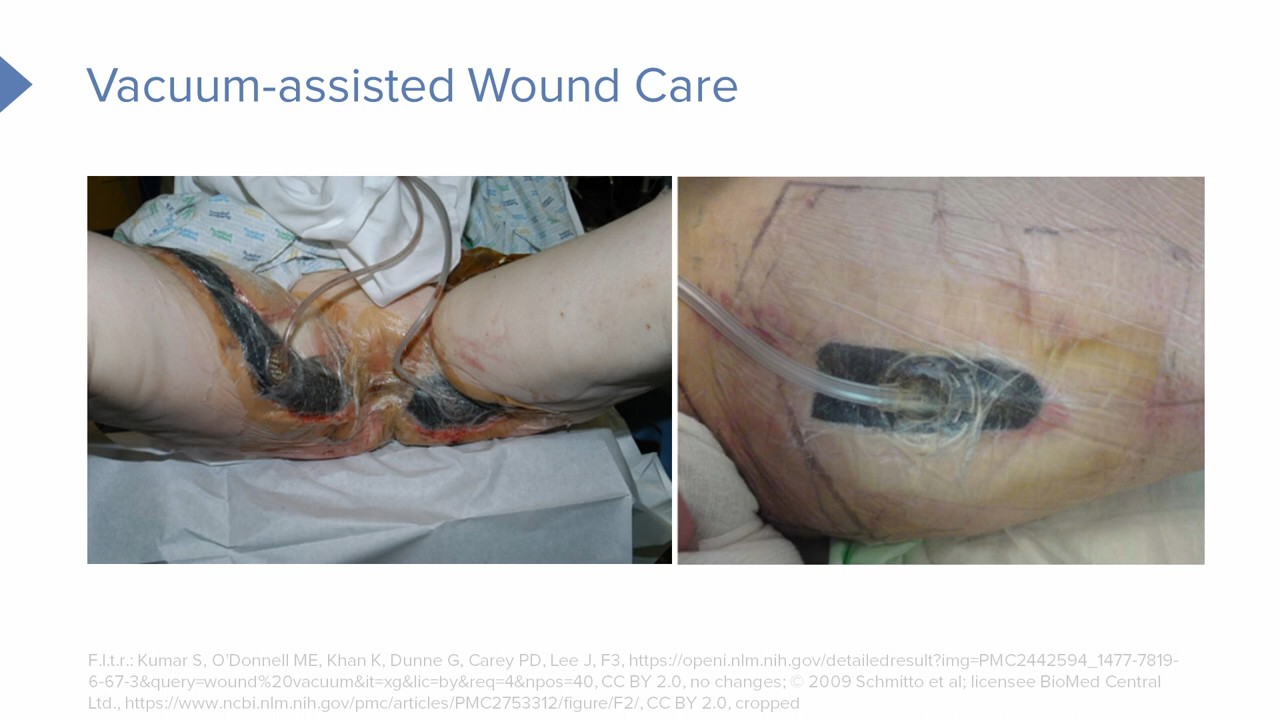 Vacuum-assisted Wound Care
F.l.t.r.: Kumar S, O'Donnell ME, Khan K, Dunne G, Carey PD, Lee J, F3, https://openi.nlm.nih.gov/detailedresult?img=PMC2442594_1477-7819-
6-67-3&query=wound%20vacuum&it=xg&lic=by&req=4&npos=40, CC BY 2.0, no changes; © 2009 Schmitto et al; licensee BioMed Central
Ltd., https://www.ncbi.nlm.nih.gov/pmc/articles/PMC2753312/figure/F2/, CC BY 2.0, cropped